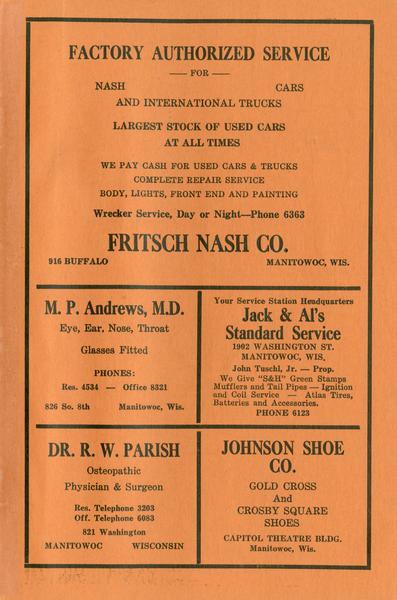 FACTORY AUTHORIZED SERVICE
— FOR —
NASH CARS
AND INTERNATIONAL TRUCKS
LARGEST STOCK OF USED CARS
AT ALL TIMES
WE PAY CASH FOR USED CARS & TRUCKS
COMPLETE REPAIR SERVICE
BODY, LIGHTS, FRONT END AND PAINTING
Wrecker Service, Day or Night—Phone 6363
FRITSCH NASH CO.
916 BUFFALO MANITOWOC, WIS.
M. P. Andrews, M.D.
Eye, Ear, Nose, Throat
Glasses Fitted
PHONES:
Res. 4534 — Office 8321
826 So. 8th Manitowoc, Wis.
Your Service Station Headquarters
Jack & Al's
Standard Service
1902 WASHINGTON ST.
MANITOWOC, WIS.
John Tuschl, Jr. — Prop.
We Give "S&H" Green Stamps
Mufflers and Tail Pipes — Ignition
and Coil Service — Atlas Tires,
Batteries and Accessories.
PHONE 6123
DR. R. W. PARISH
Osteopathic
Physician & Surgeon
Res. Telephone 3203
Off. Telephone 6083
821 Washington
MANITOWOC WISCONSIN
JOHNSON SHOE
CO.
GOLD CROSS
And
CROSBY SQUARE
SHOES
CAPITOL THEATRE BLDG.
Manitowoc, Wis.